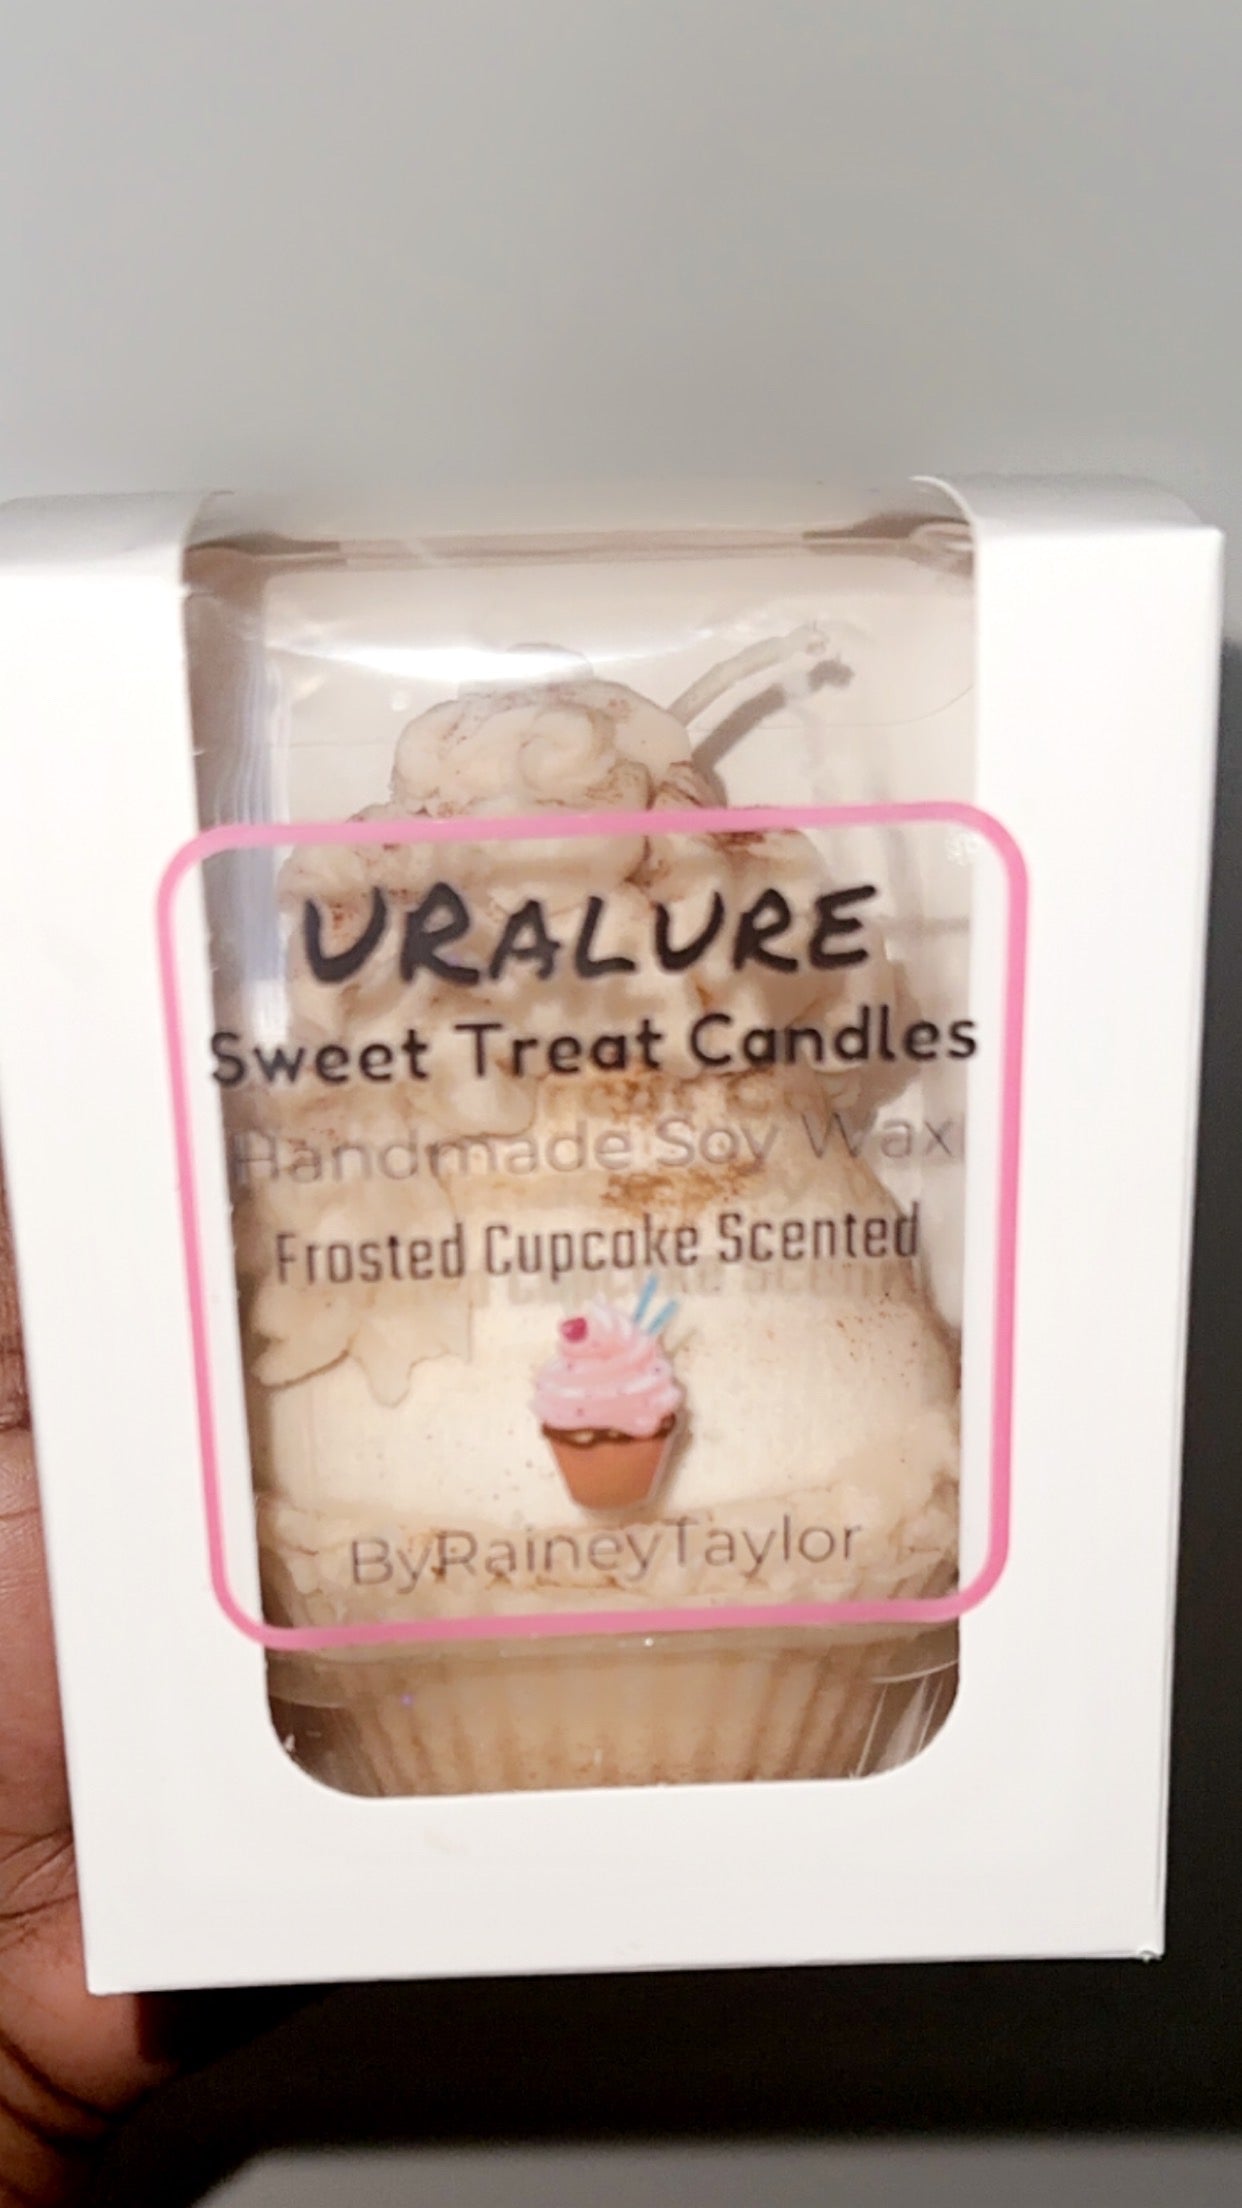 URALURE
Sweet Treat Candles
Handmade Soy Wax
Frosted Cupcake Scented
ByRaineyTaylor